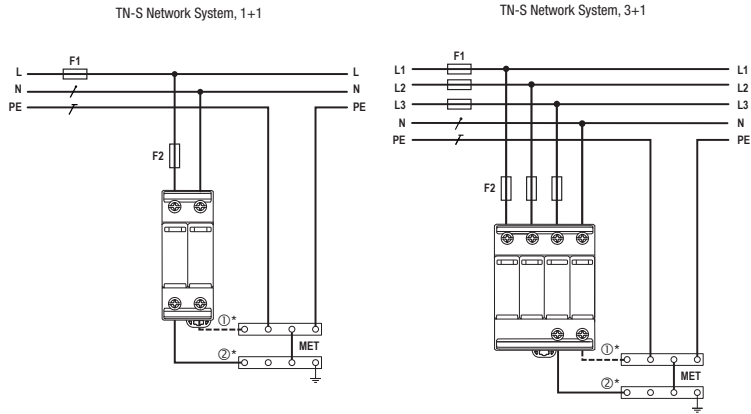 TN-S Network System, 1+1
F1
L L
N N
PE PE
F2
①*
MET
②*
TN-S Network System, 3+1
F1
L1 L1
L2 L2
L3 L3
N N
PE PE
F2
①*
MET
②*